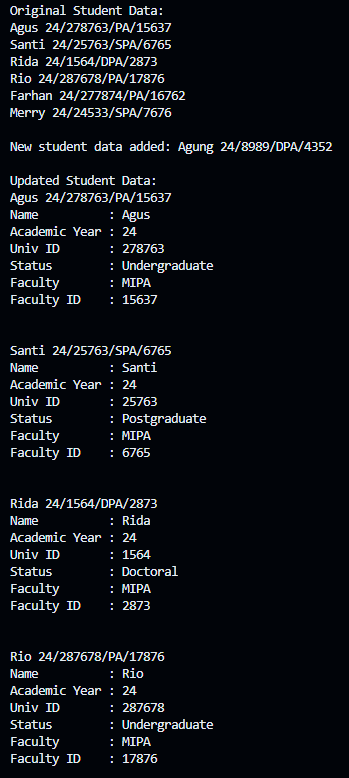 Original Student Data:
Agus 24/278763/PA/15637
Santi 24/25763/SPA/6765
Rida 24/1564/DPA/2873
Rio 24/287678/PA/17876
Farhan 24/277874/PA/16762
Merry 24/24533/SPA/7676
New student data added: Agung 24/8989/DPA/4352
Updated Student Data:
Agus 24/278763/PA/15637
Name : Agus
Academic Year : 24
Univ ID : 278763
Status : Undergraduate
Faculty : MIPA
Faculty ID : 15637
Santi 24/25763/SPA/6765
Name : Santi
Academic Year : 24
Univ ID : 25763
Status : Postgraduate
Faculty : MIPA
Faculty ID : 6765
Rida 24/1564/DPA/2873
Name : Rida
Academic Year : 24
Univ ID : 1564
Status : Doctoral
Faculty : MIPA
Faculty ID : 2873
Rio 24/287678/PA/17876
Name : Rio
Academic Year : 24
Univ ID : 287678
Status : Undergraduate
Faculty : MIPA
Faculty ID : 17876